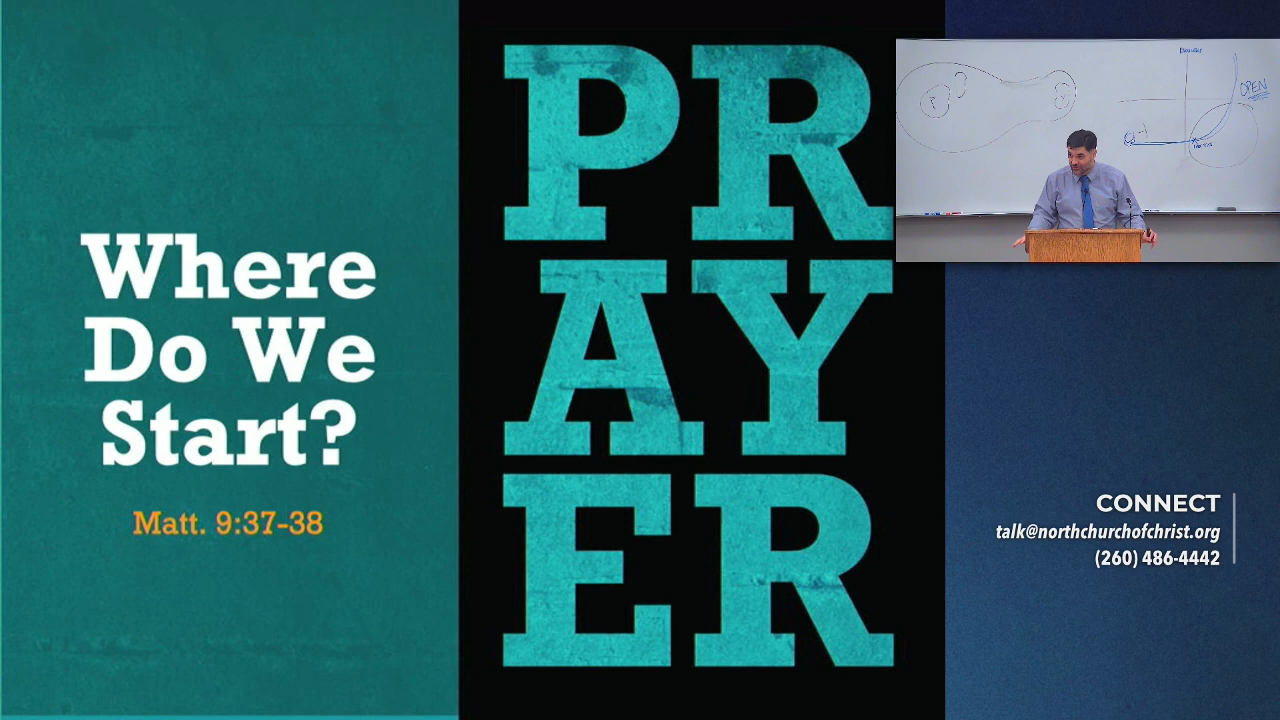 Where
Do We
Start?
Matt. 9:37-38
PR
AY
ER
OPEN
CONNECT
talk@northchurchofchrist.org
(260) 486-4442